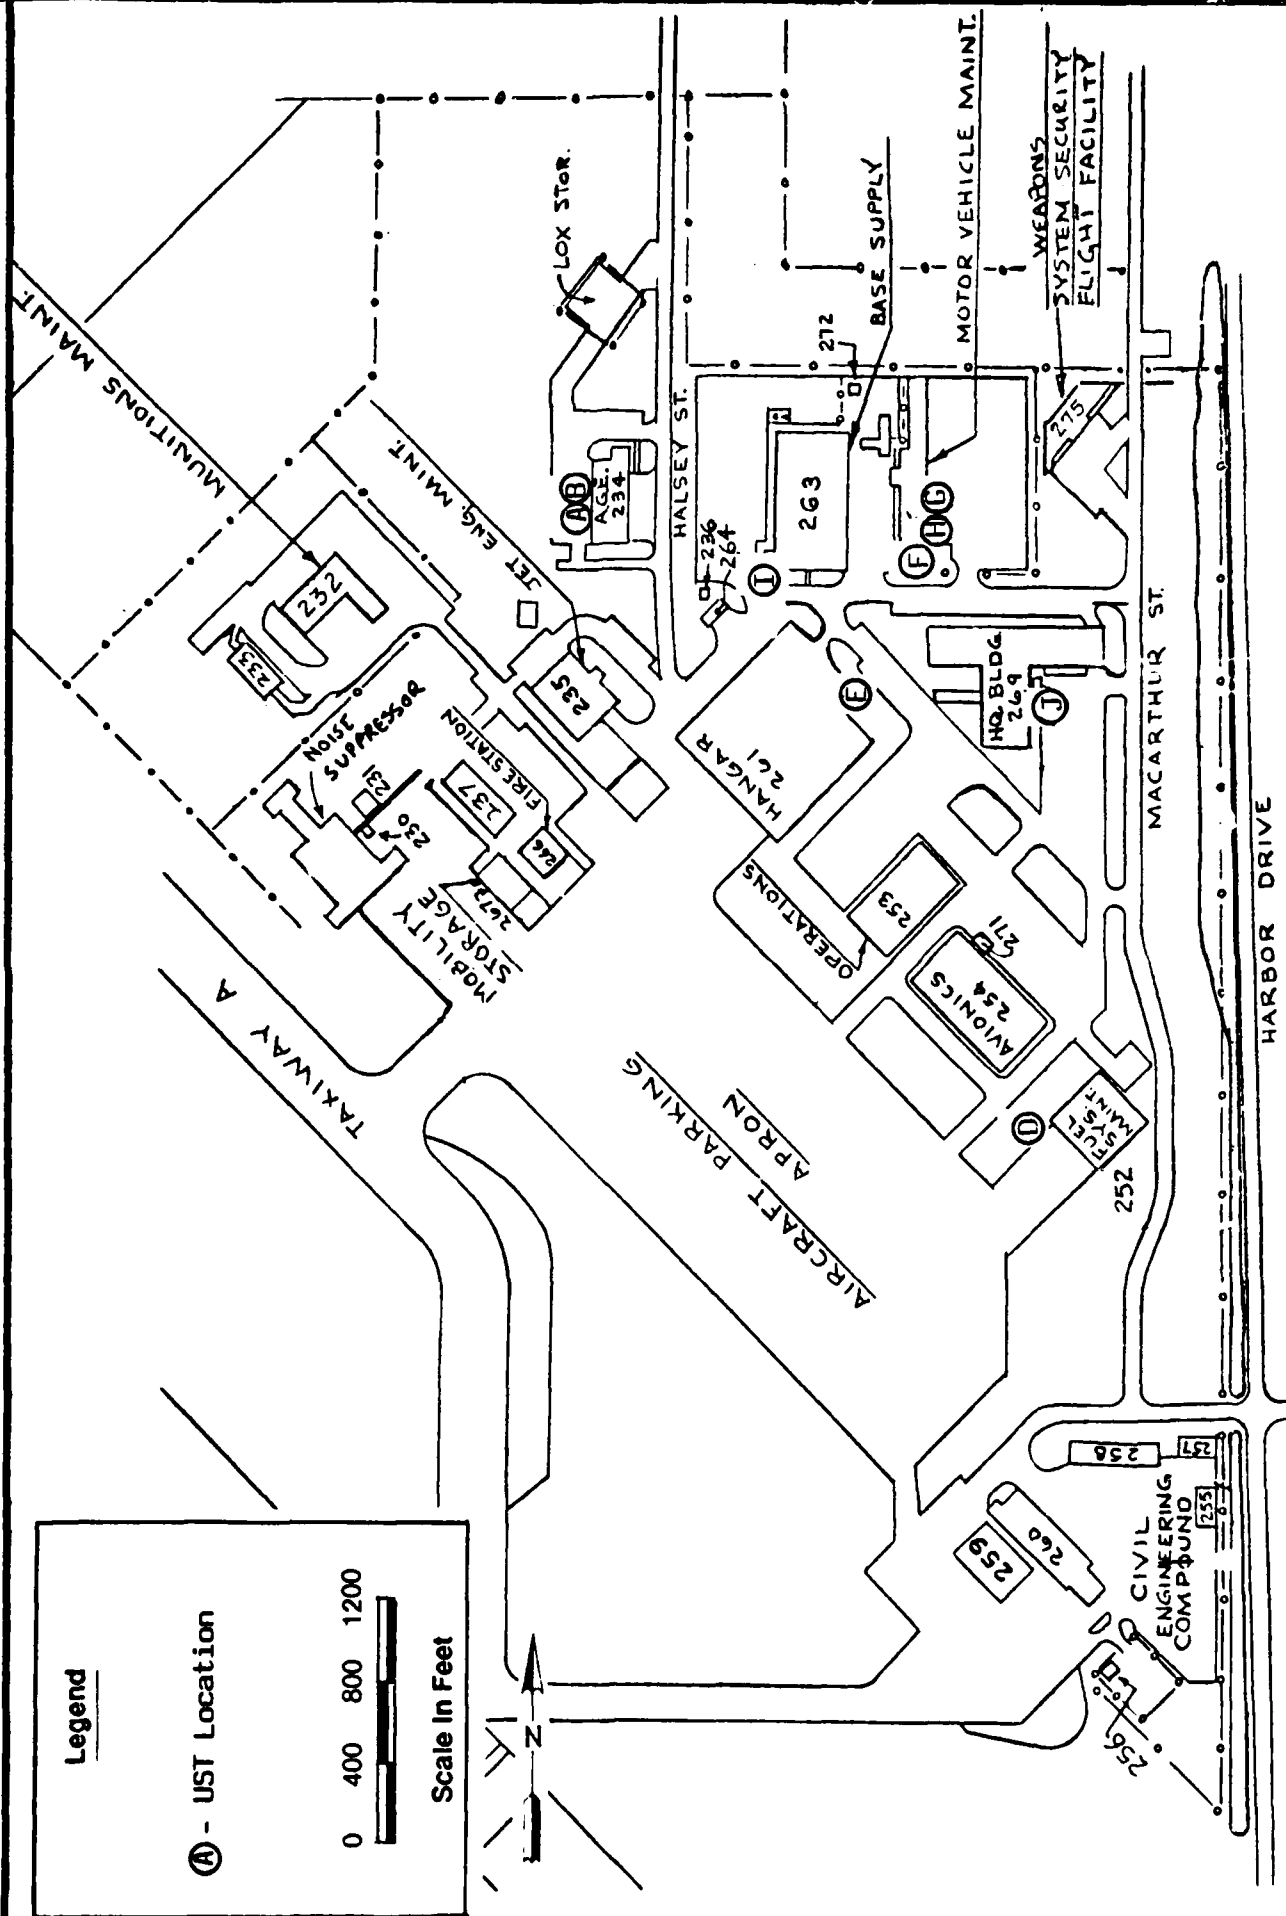 MUNITIONS MAINT.
LOX STOR.
JET ENG. MAINT.
HALSEY ST.
BASE SUPPLY
MOTOR VEHICLE MAINT.
WEAPONS
SYSTEM SECURITY
FLIGHT FACILITY
272
275
263
A
B
A.G.E.
234
236
264
I
F
H
G
232
233
235
NOISE
SUPPRESSOR
231
230
FIRE STATION
237
266
267
MOBILITY
STORAGE
HANGAR
261
E
HQ. BLDG.
269
J
MACARTHUR ST.
HARBOR DRIVE
OPERATIONS
253
AVIONICS
254
271
TAXIWAY A
AIRCRAFT PARKING
APRON
D
FUEL
SYS.
MAINT.
252
258
257
255
259
260
CIVIL
ENGINEERING
COMPOUND
256
Legend
A - UST Location
0 400 800 1200
Scale In Feet
N